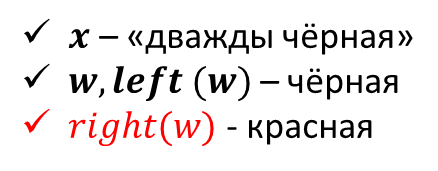 ✓ x – «дважды чёрная»
✓ w, left (w) – чёрная
✓ right(w) - красная